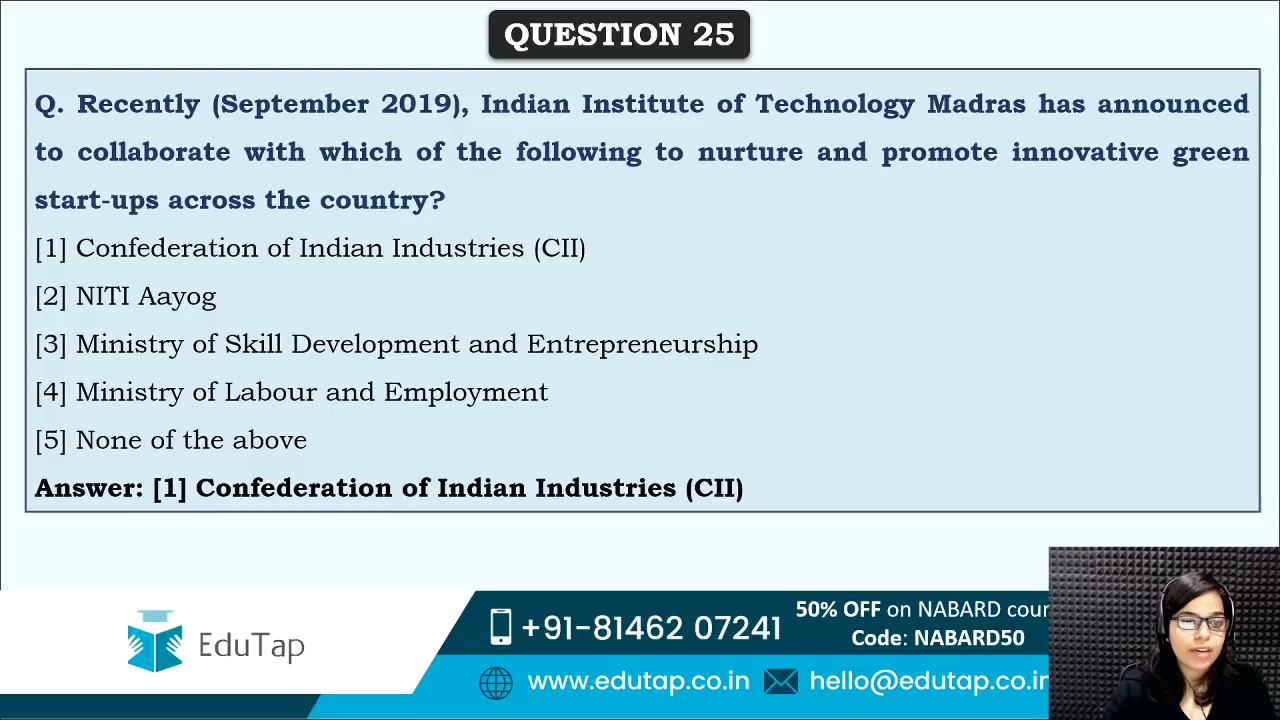 QUESTION 25
Q. Recently (September 2019), Indian Institute of Technology Madras has announced
to collaborate with which of the following to nurture and promote innovative green
start-ups across the country?
[1] Confederation of Indian Industries (CII)
[2] NITI Aayog
[3] Ministry of Skill Development and Entrepreneurship
[4] Ministry of Labour and Employment
[5] None of the above
Answer: [1] Confederation of Indian Industries (CII)
EduTap
+91-81462 07241
50% OFF on NABARD cour
Code: NABARD50
www.edutap.co.in
hello@edutap.co.in